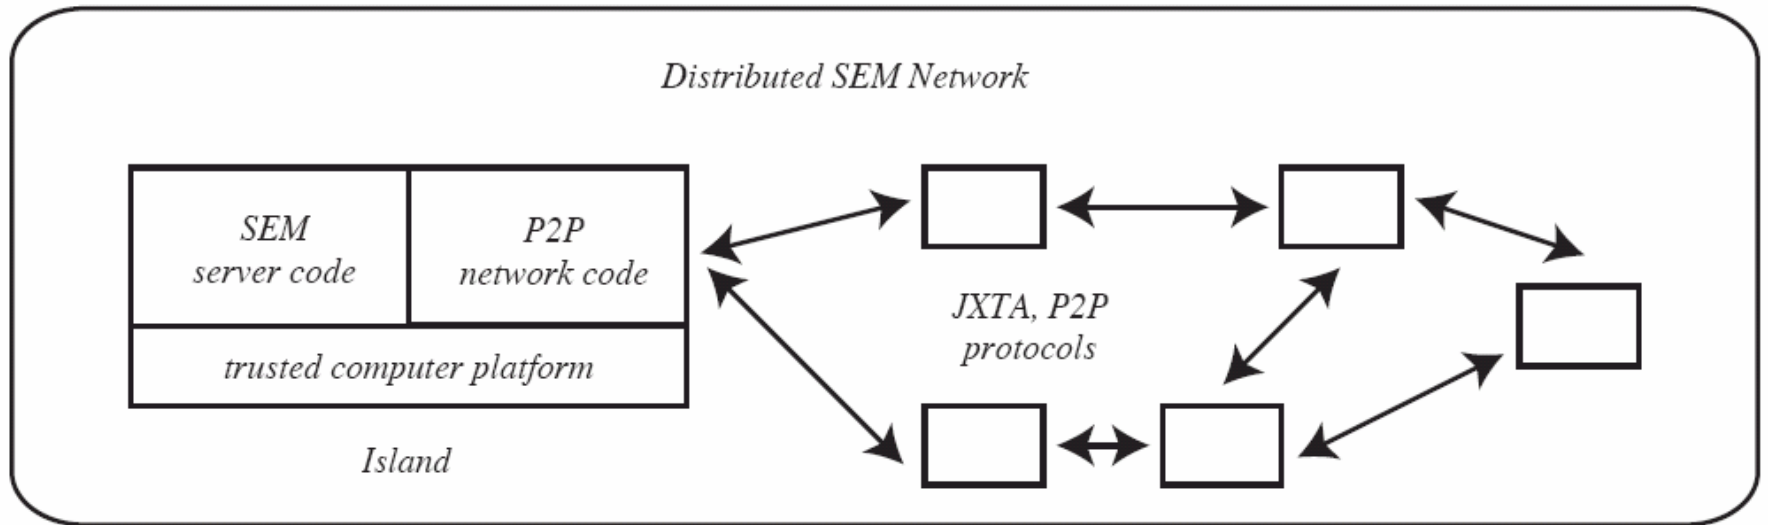 Distributed SEM Network
SEM
server code
P2P
network code
trusted computer platform
Island
JXTA, P2P
protocols